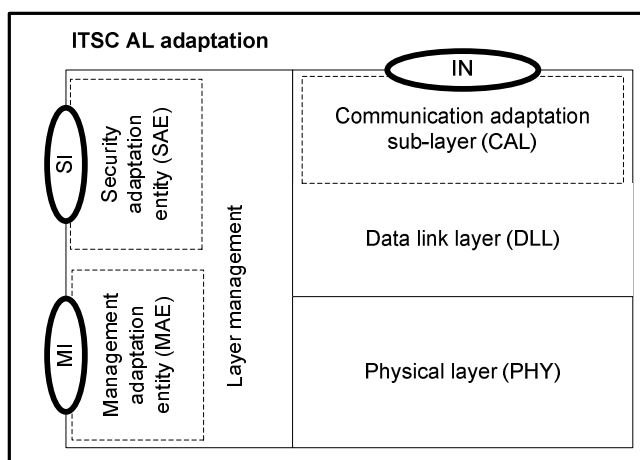 ITSC AL adaptation
IN
Communication adaptation
sub-layer (CAL)
SI
Security
adaptation
entity (SAE)
Layer management
Data link layer (DLL)
MI
Management
adaptation
entity (MAE)
Physical layer (PHY)